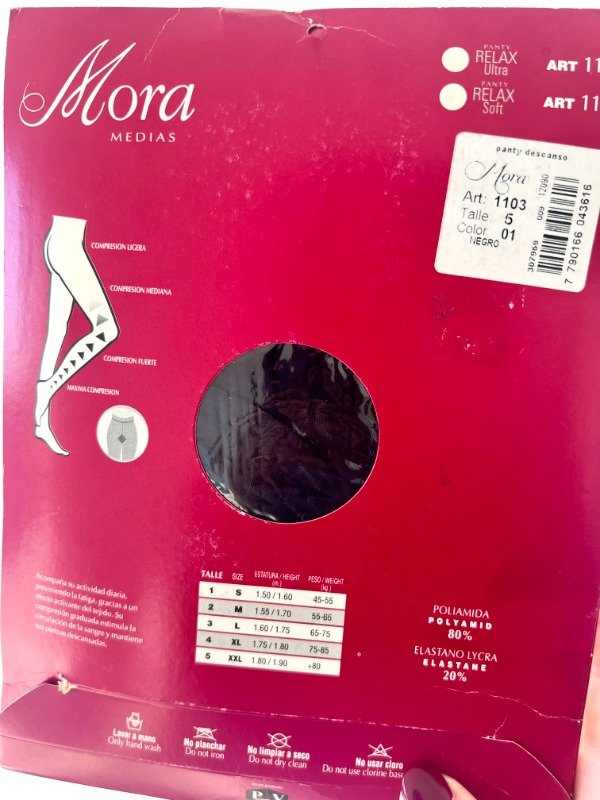 Mora
MEDIAS
PANTY
RELAX
Ultra
ART 11
PANTY
RELAX
Soft
ART 11
panty descanso
Mora
Art: 1103
Talle 5
Color 01
NEGRO
307969 009 12090
7 790166 043616
COMPRESION LIGERA
COMPRESION MEDIANA
COMPRESION FUERTE
MAXIMA COMPRESION
Acompaña su actividad diaria,
previniendo la fatiga, gracias a un
efecto activante del tejido. Su
compresión graduada estimula la
circulación de la sangre y mantiene
sus piernas descansadas.
TALLE SIZE ESTATURA / HEIGHT (m) PESO / WEIGHT (kg)
1 S 1.50 / 1.60 45-55
2 M 1.55 / 1.70 55-65
3 L 1.60 / 1.75 65-75
4 XL 1.75 / 1.80 75-85
5 XXL 1.80 / 1.90 +80
POLIAMIDA
POLYAMID
80%
ELASTANO LYCRA
ELASTANE
20%
Lavar a mano
Only hand wash
No planchar
Do not iron
No limpiar a seco
Do not dry clean
No usar cloro
Do not use clorine base